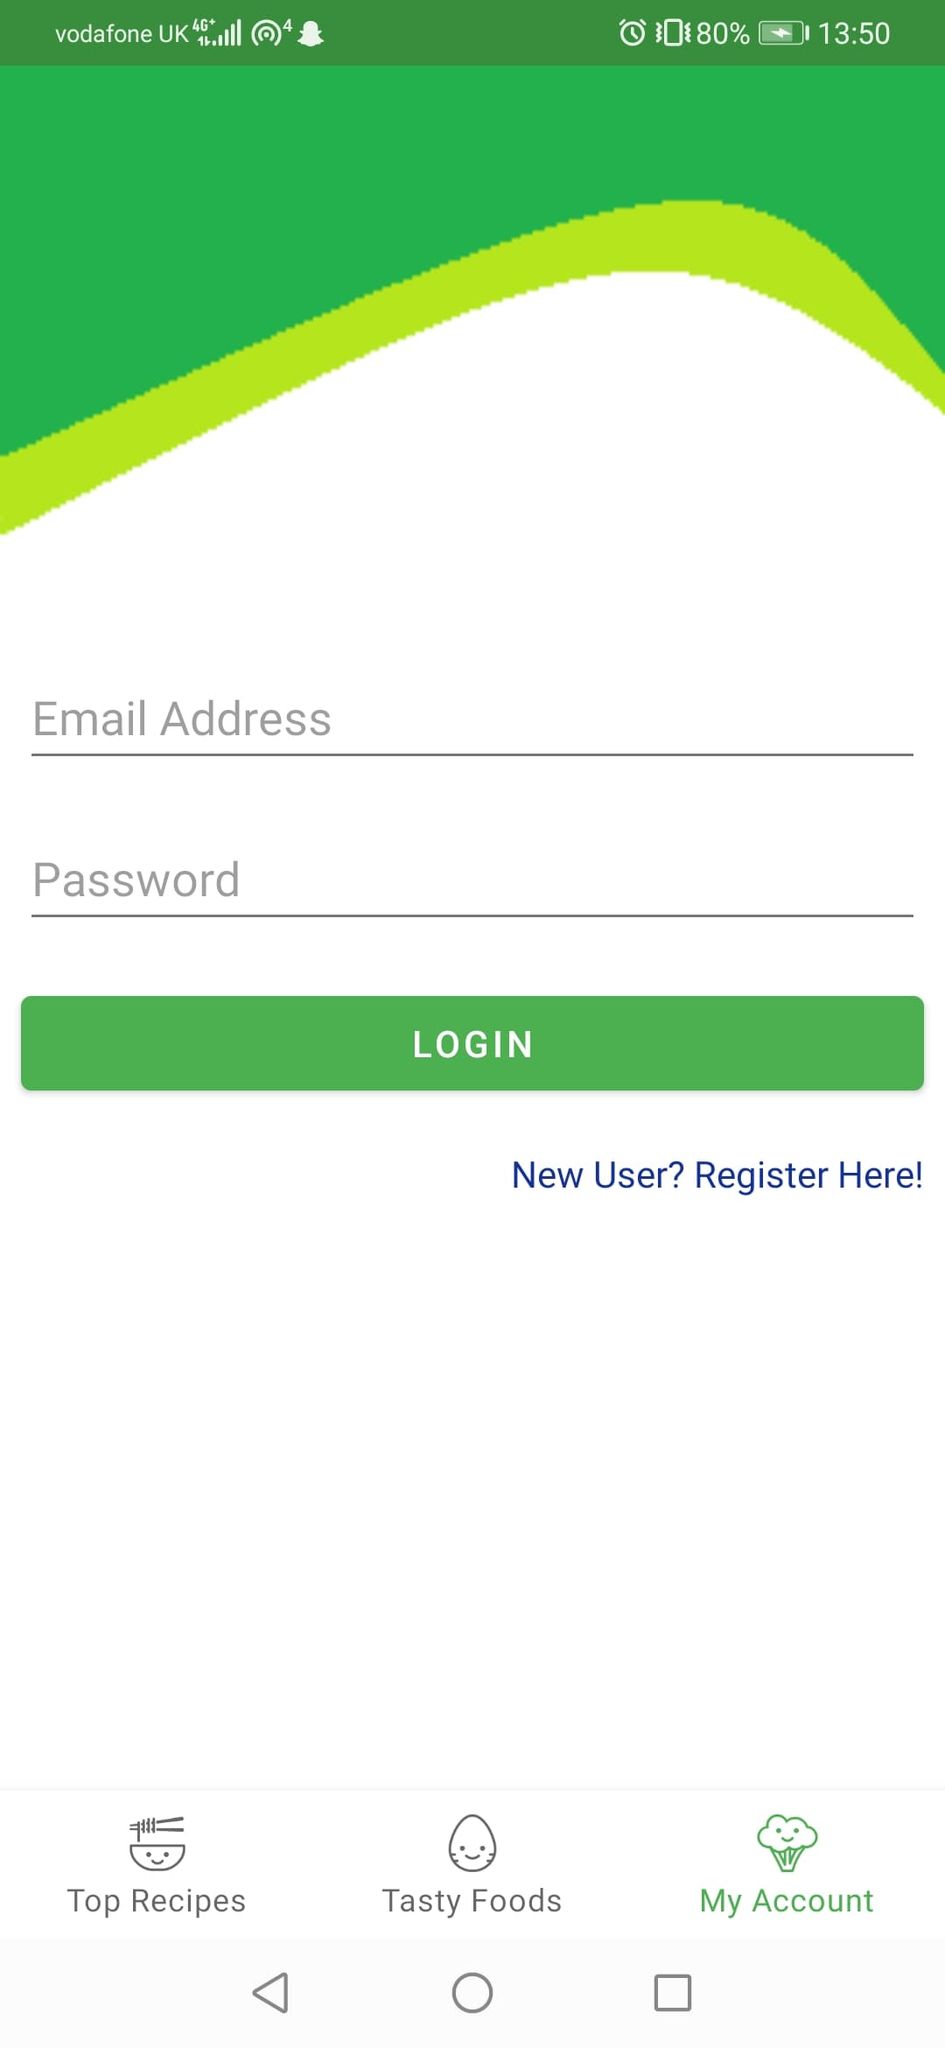 vodafone UK 4G+ 4 80% 13:50
Email Address
Password
LOGIN
New User? Register Here!
Top Recipes Tasty Foods My Account